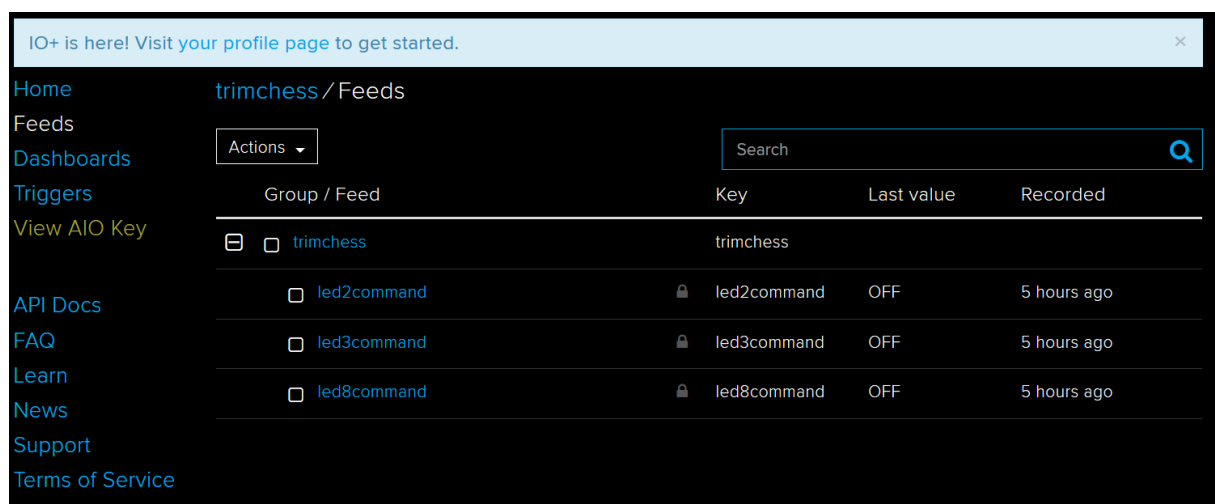 IO+ is here! Visit your profile page to get started. ×
Home
Feeds
Dashboards
Triggers
View AIO Key
API Docs
FAQ
Learn
News
Support
Terms of Service
trimchess / Feeds
Actions
Search
Group / Feed Key Last value Recorded
trimchess trimchess
led2command led2command OFF 5 hours ago
led3command led3command OFF 5 hours ago
led8command led8command OFF 5 hours ago